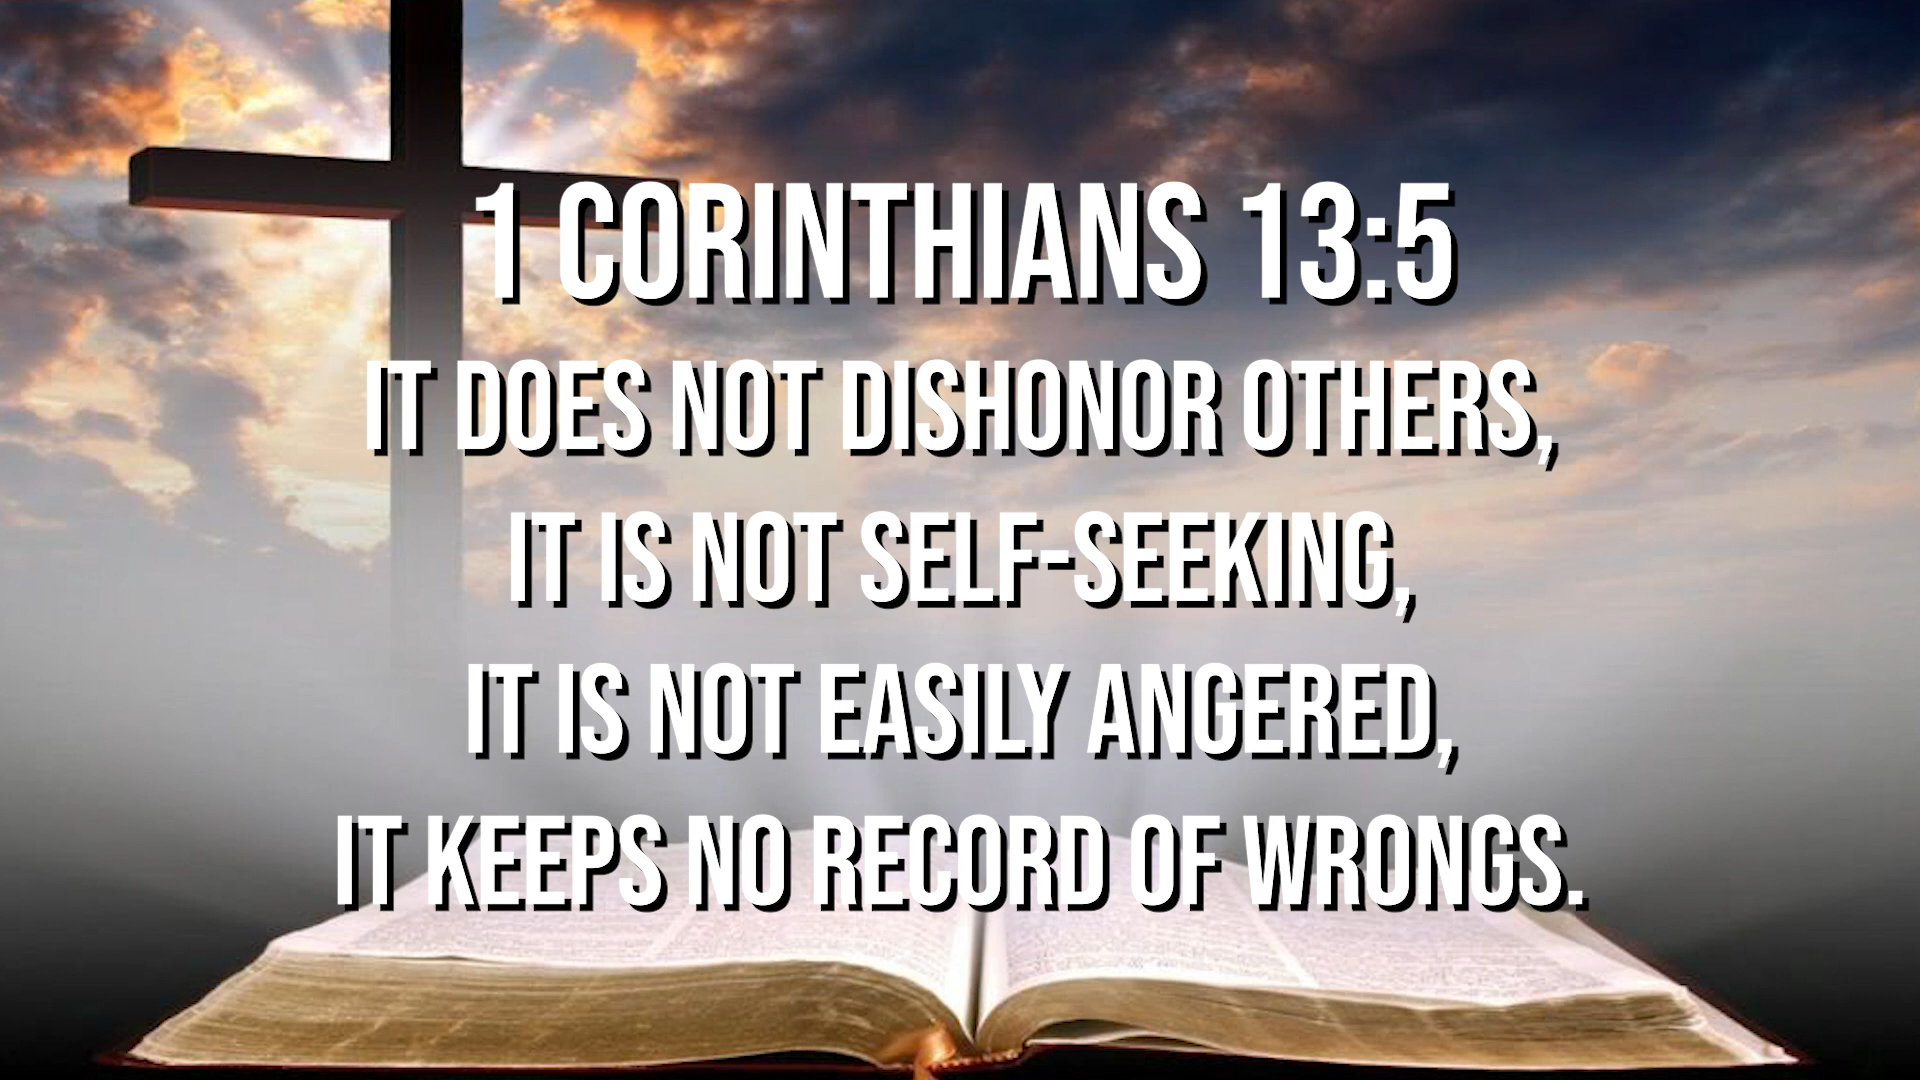 1 CORINTHIANS 13:5
IT DOES NOT DISHONOR OTHERS,
IT IS NOT SELF-SEEKING,
IT IS NOT EASILY ANGERED,
IT KEEPS NO RECORD OF WRONGS.